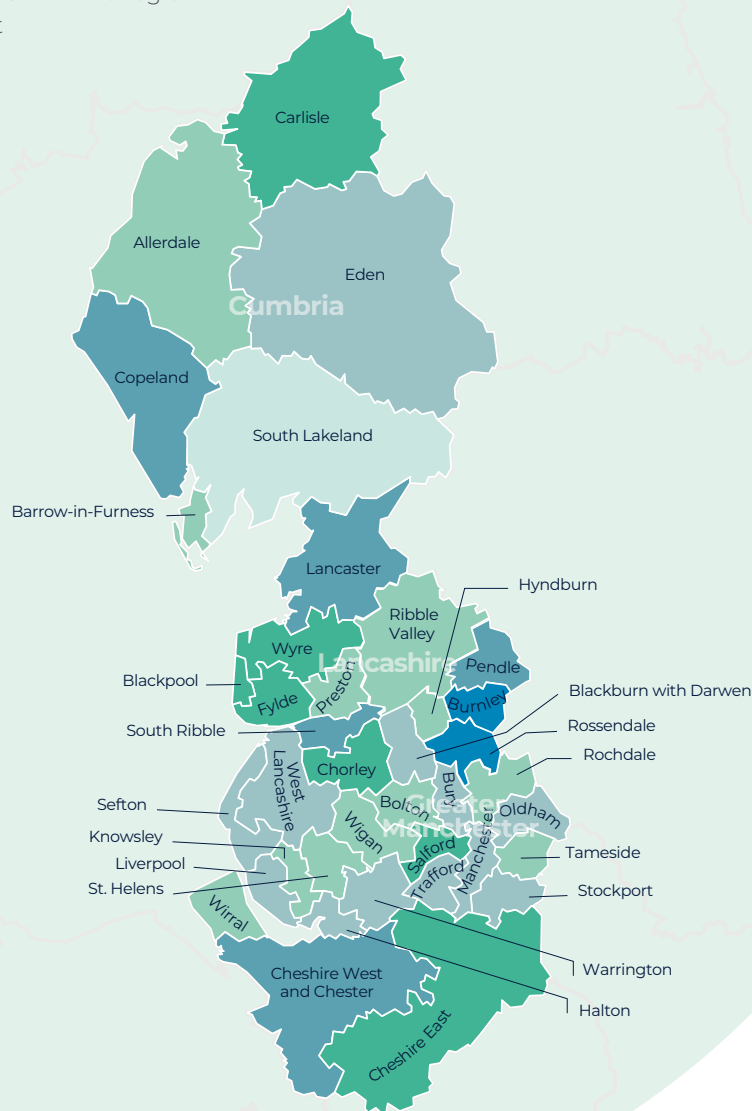 Carlisle
Allerdale
Eden
Cumbria
Copeland
South Lakeland
Barrow-in-Furness
Lancaster
Hyndburn
Ribble
Valley
Wyre
Lancashire
Pendle
Blackpool
Preston
Fylde
Burnley
Blackburn with Darwen
South Ribble
Rossendale
Rochdale
Chorley
West
Lancashire
Bury
Sefton
Bolton
Greater
Manchester
Oldham
Wigan
Manchester
Knowsley
Salford
Tameside
Liverpool
Trafford
St. Helens
Stockport
Wirral
Warrington
Cheshire West
and Chester
Halton
Cheshire East